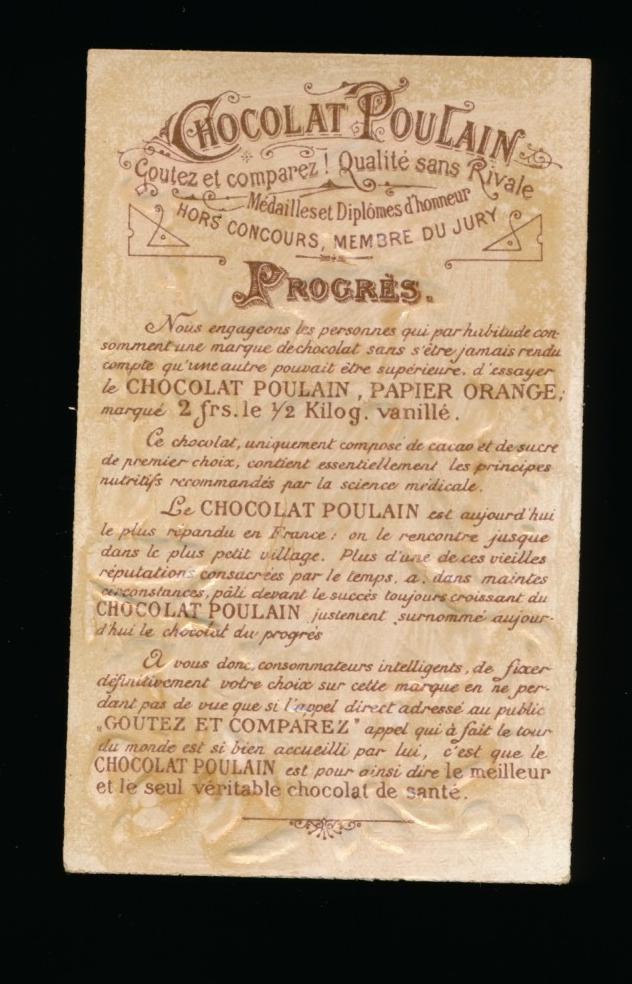 CHOCOLAT POULAIN
Goutez et comparez ! Qualité sans Rivale
Médailles et Diplômes d'honneur
HORS CONCOURS, MEMBRE DU JURY
PROGRÈS.
Nous engageons les personnes qui par habitude con-
somment une marque de chocolat sans s'être jamais rendu
compte qu'une autre pouvait être supérieure, d'essayer
le CHOCOLAT POULAIN, PAPIER ORANGE,
marqué 2 frs. le ½ Kilog. vanillé.
Ce chocolat, uniquement composé de cacao et de sucre
de premier choix, contient essentiellement les principes
nutritifs recommandés par la science médicale.
Le CHOCOLAT POULAIN est aujourd'hui
le plus répandu en France; on le rencontre jusque
dans le plus petit village. Plus d'une de ces vieilles
réputations consacrées par le temps, a, dans maintes
circonstances, pâli devant le succès toujours croissant du
CHOCOLAT POULAIN justement surnommé aujour-
d'hui le chocolat du progrès
A vous donc, consommateurs intelligents, de fixer
définitivement votre choix sur cette marque en ne per-
dant pas de vue que si l'appel direct adressé au public
„GOUTEZ ET COMPAREZ" appel qui à fait le tour
du monde est si bien accueilli par lui, c'est que le
CHOCOLAT POULAIN est pour ainsi dire le meilleur
et le seul véritable chocolat de santé.